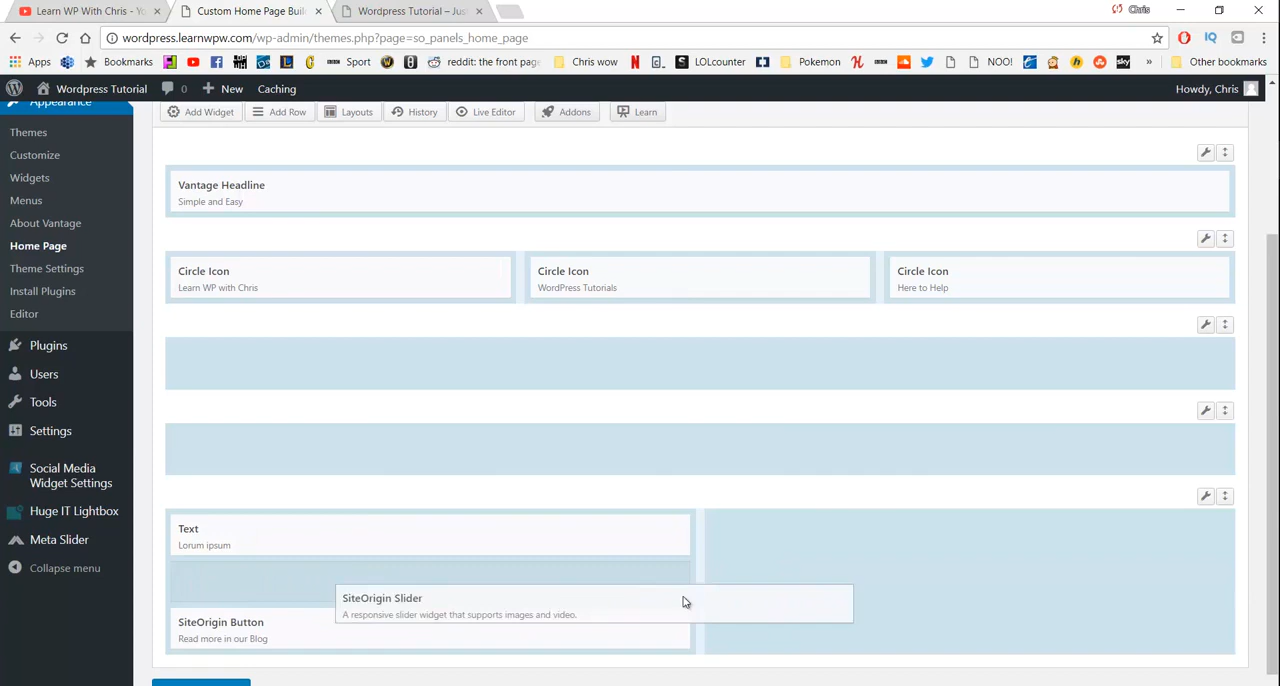 Learn WP With Chris - Yo
Custom Home Page Buil
Wordpress Tutorial – Jus
Chris
wordpress.learnwpw.com/wp-admin/themes.php?page=so_panels_home_page
Apps
Bookmarks
Sport
reddit: the front page
Chris wow
LOLcounter
Pokemon
NOO!
sky
»
Other bookmarks
Wordpress Tutorial
0
New
Caching
Howdy, Chris
Appearance
Add Widget
Add Row
Layouts
History
Live Editor
Addons
Learn
Themes
Customize
Widgets
Menus
About Vantage
Home Page
Theme Settings
Install Plugins
Editor
Plugins
Users
Tools
Settings
Social Media
Widget Settings
Huge IT Lightbox
Meta Slider
Collapse menu
Vantage Headline
Simple and Easy
Circle Icon
Learn WP with Chris
Circle Icon
WordPress Tutorials
Circle Icon
Here to Help
Text
Lorum ipsum
SiteOrigin Slider
A responsive slider widget that supports images and video.
SiteOrigin Button
Read more in our Blog